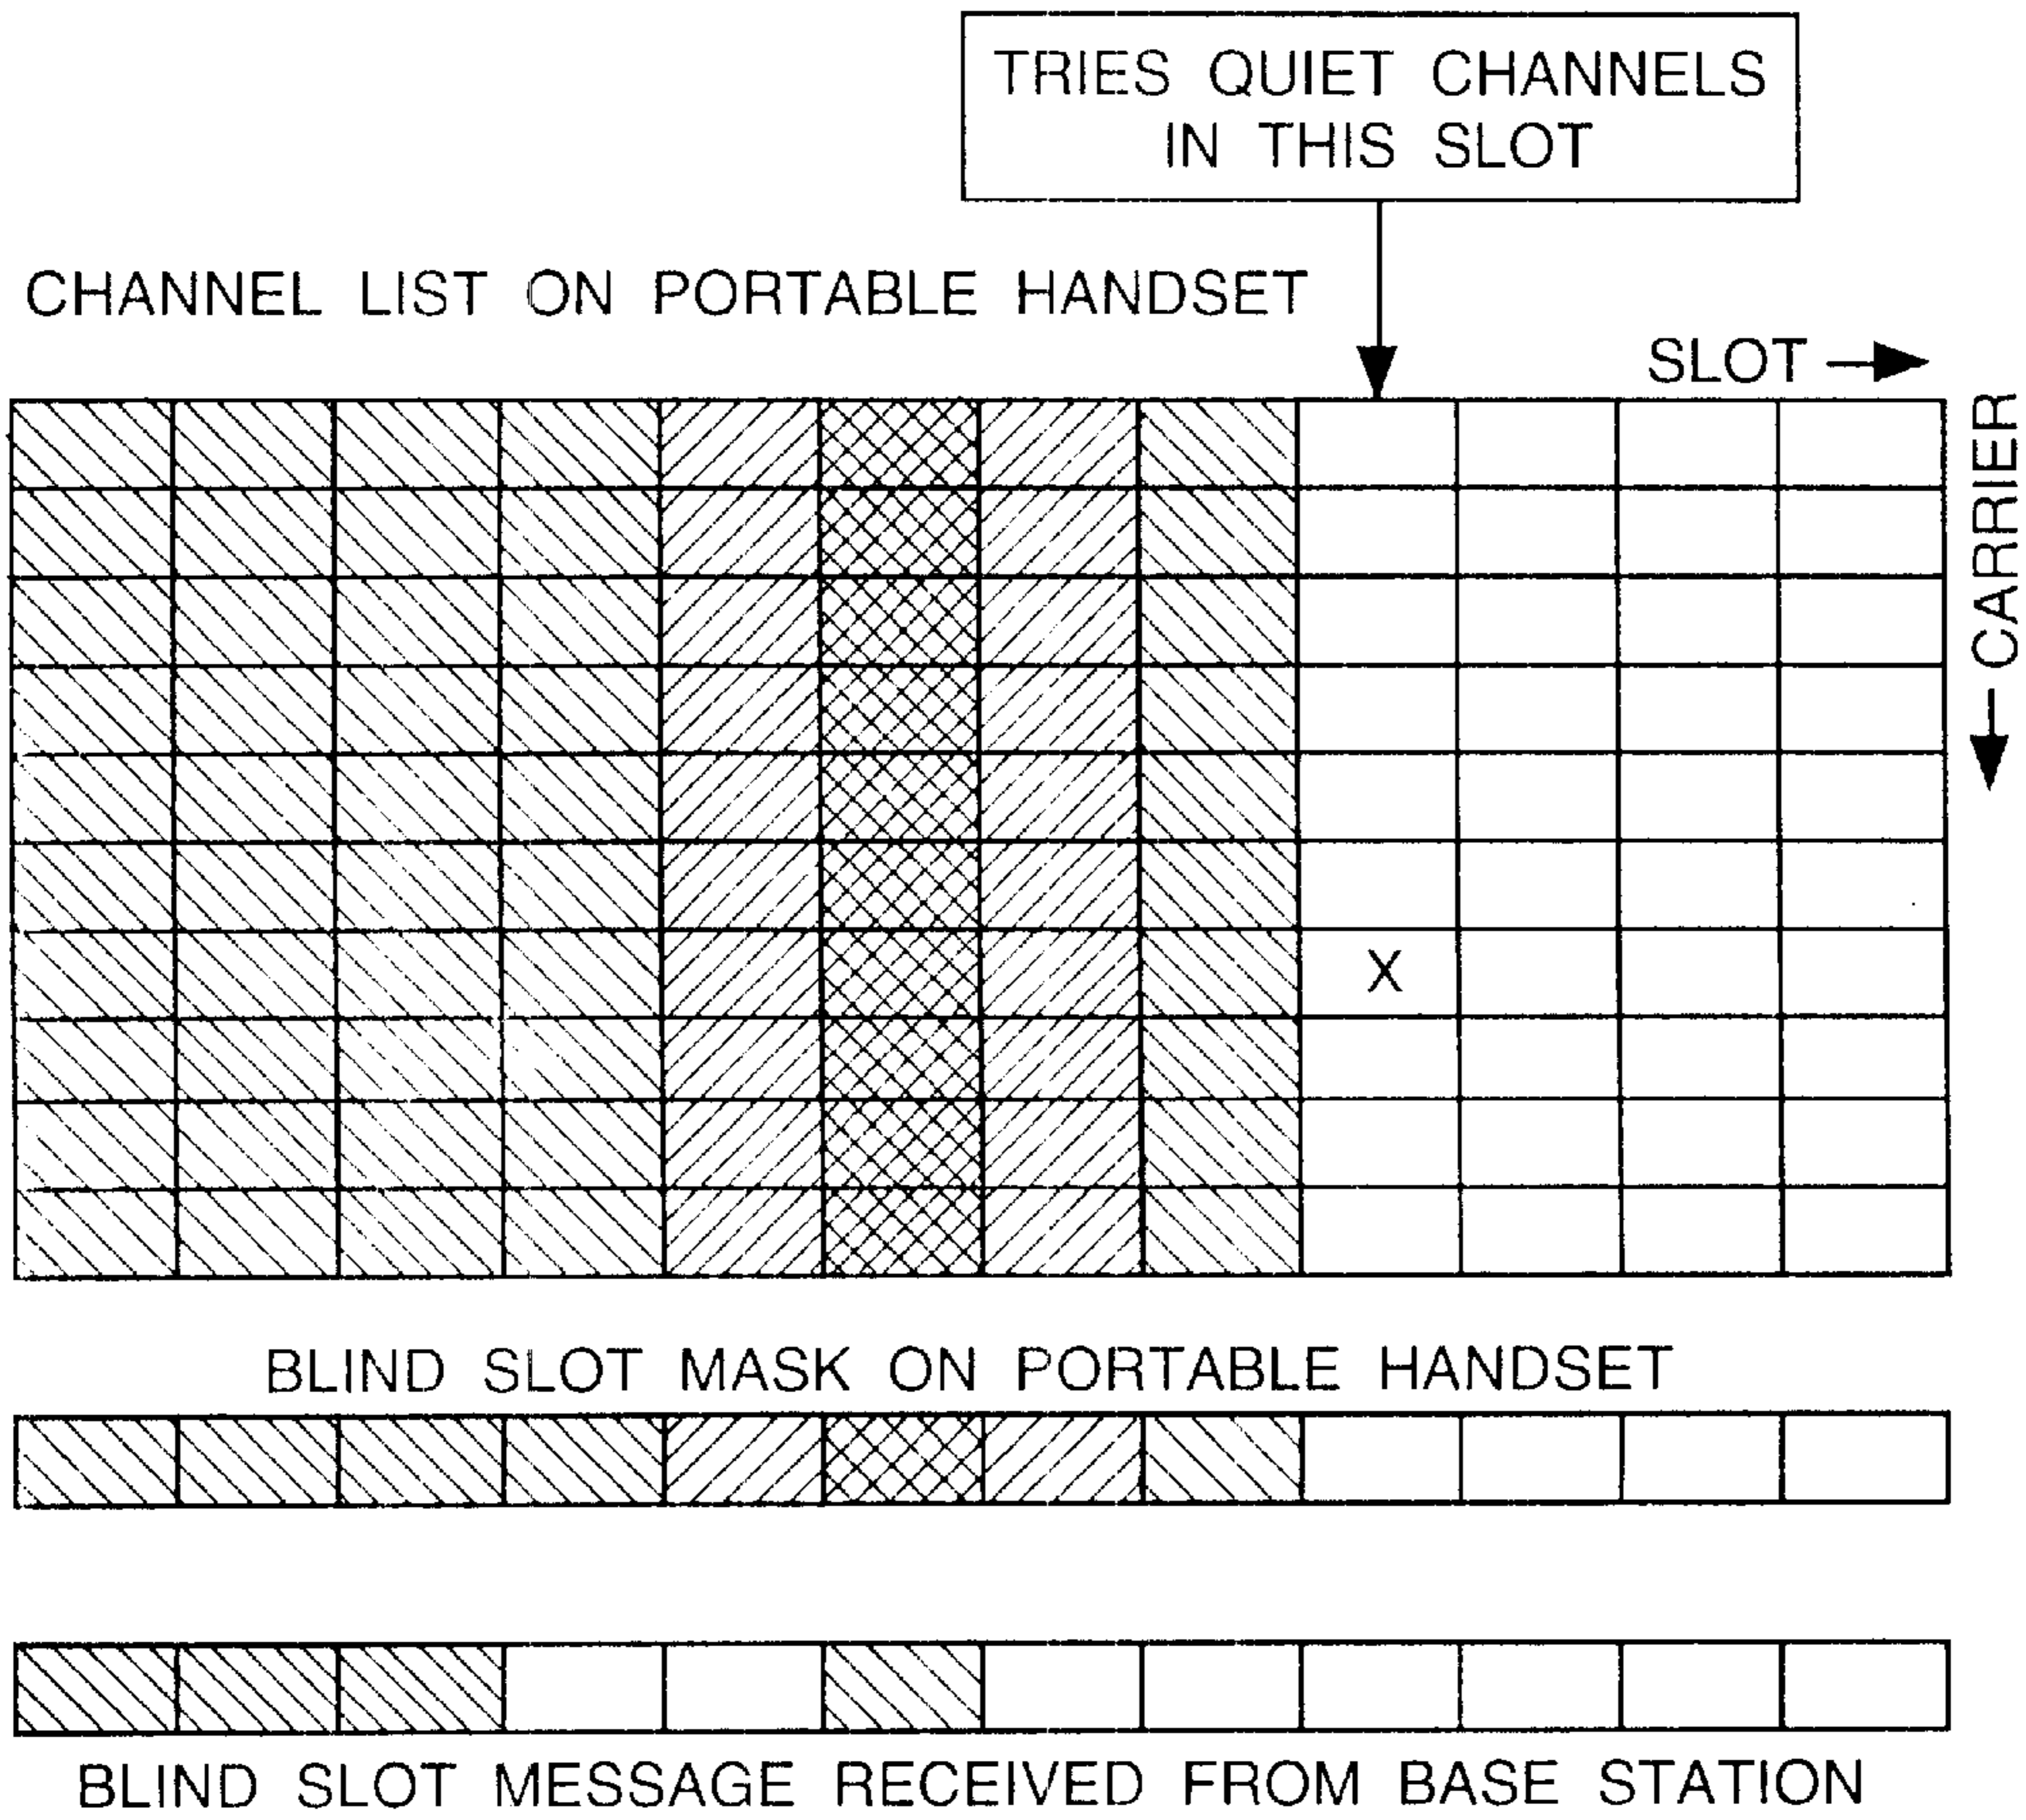 TRIES QUIET CHANNELS
IN THIS SLOT
CHANNEL LIST ON PORTABLE HANDSET
SLOT
CARRIER
X
BLIND SLOT MASK ON PORTABLE HANDSET
BLIND SLOT MESSAGE RECEIVED FROM BASE STATION